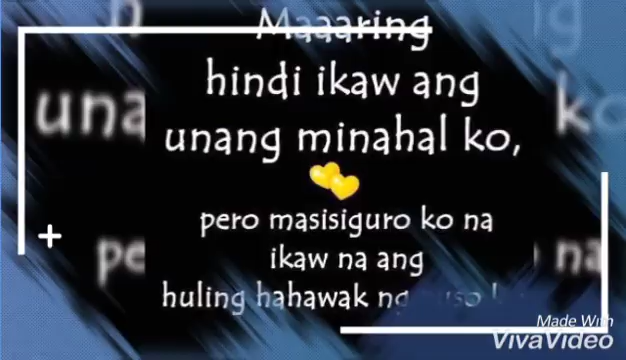 Maaaring
hindi ikaw ang
unang minahal ko,
pero masisiguro ko na
ikaw na ang
huling hahawak ng
Made With
VivaVideo